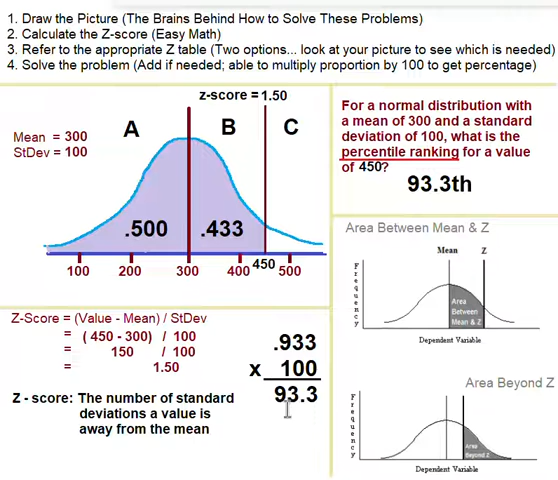 1. Draw the Picture (The Brains Behind How to Solve These Problems)
2. Calculate the Z-score (Easy Math)
3. Refer to the appropriate Z table (Two options... look at your picture to see which is needed)
4. Solve the problem (Add if needed; able to multiply proportion by 100 to get percentage)
z-score = 1.50
Mean = 300
StDev = 100
A B C
.500 .433
100 200 300 400 450 500
For a normal distribution with
a mean of 300 and a standard
deviation of 100, what is the
percentile ranking for a value
of 450?
93.3th
Area Between Mean & Z
Mean Z
Frequency
Area
Between
Mean & Z
Dependent Variable
Z-Score = (Value - Mean) / StDev
= ( 450 - 300) / 100
= 150 / 100
= 1.50
Z - score: The number of standard
deviations a value is
away from the mean
.933
x 100
93.3
Area Beyond Z
Frequency
Area
Beyond Z
Dependent Variable